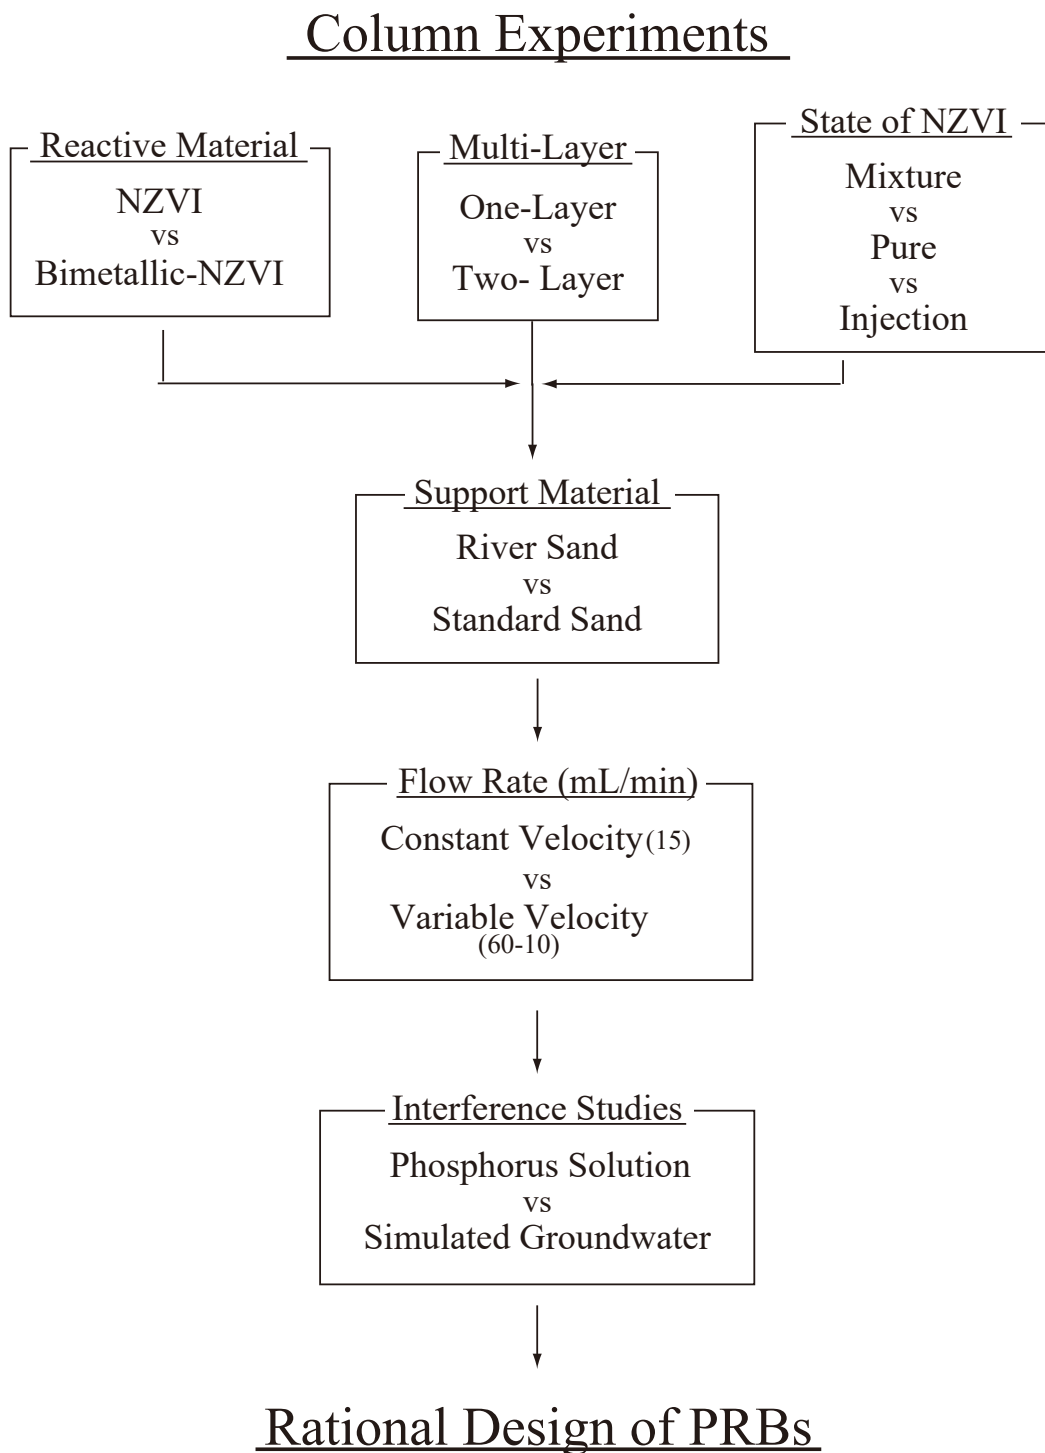 Column Experiments
Reactive Material
NZVI
vs
Bimetallic-NZVI
Multi-Layer
One-Layer
vs
Two- Layer
State of NZVI
Mixture
vs
Pure
vs
Injection
Support Material
River Sand
vs
Standard Sand
Flow Rate (mL/min)
Constant Velocity(15)
vs
Variable Velocity
(60-10)
Interference Studies
Phosphorus Solution
vs
Simulated Groundwater
Rational Design of PRBs